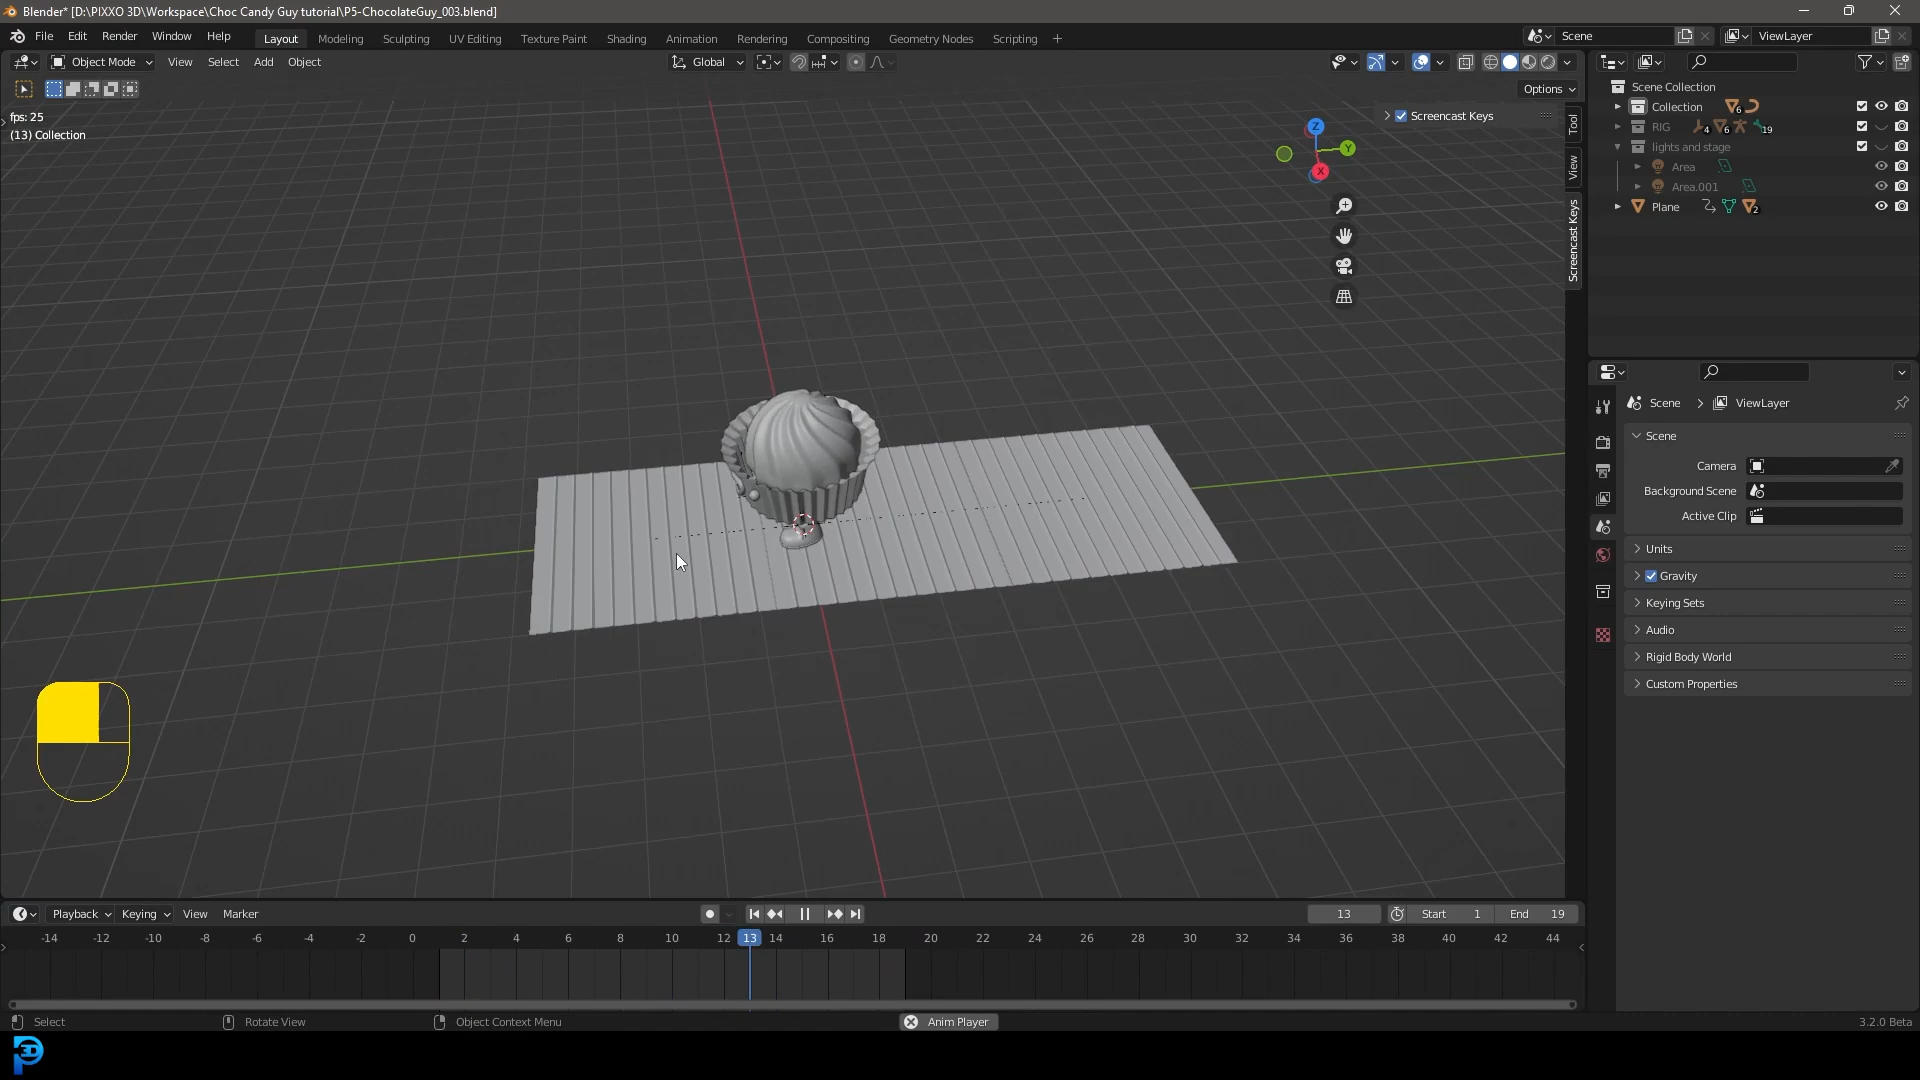 Blender* [D:\PIXXO 3D\Workspace\Choc Candy Guy tutorial\P5-ChocolateGuy_003.blend]
File Edit Render Window Help Layout Modeling Sculpting UV Editing Texture Paint Shading Animation Rendering Compositing Geometry Nodes Scripting + Scene ViewLayer
Object Mode View Select Add Object Global
Options
fps: 25
(13) Collection
Screencast Keys
Z
Y
X
Tool
View
Screencast Keys
Scene Collection
Collection 6
RIG 4 6 19
lights and stage
Area
Area.001
Plane 2
Scene > ViewLayer
Scene
Camera
Background Scene
Active Clip
Units
Gravity
Keying Sets
Audio
Rigid Body World
Custom Properties
Playback Keying View Marker 13 Start 1 End 19
-14 -12 -10 -8 -6 -4 -2 0 2 4 6 8 10 12 13 14 16 18 20 22 24 26 28 30 32 34 36 38 40 42 44
Select Rotate View Object Context Menu Anim Player 3.2.0 Beta
3D